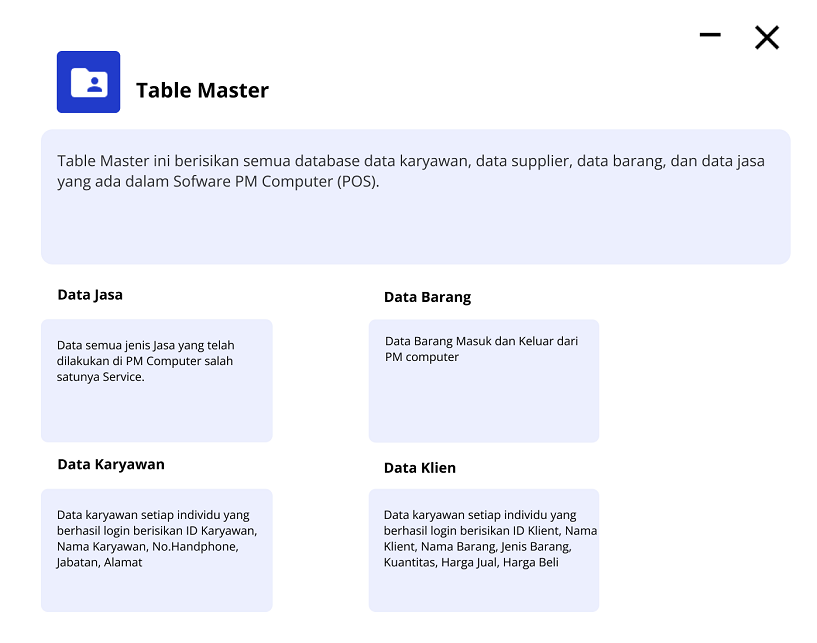 Table Master
Table Master ini berisikan semua database data karyawan, data supplier, data barang, dan data jasa
yang ada dalam Sofware PM Computer (POS).
Data Jasa
Data semua jenis Jasa yang telah
dilakukan di PM Computer salah
satunya Service.
Data Barang
Data Barang Masuk dan Keluar dari
PM computer
Data Karyawan
Data karyawan setiap individu yang
berhasil login berisikan ID Karyawan,
Nama Karyawan, No.Handphone,
Jabatan, Alamat
Data Klien
Data karyawan setiap individu yang
berhasil login berisikan ID Klient, Nama
Klient, Nama Barang, Jenis Barang,
Kuantitas, Harga Jual, Harga Beli